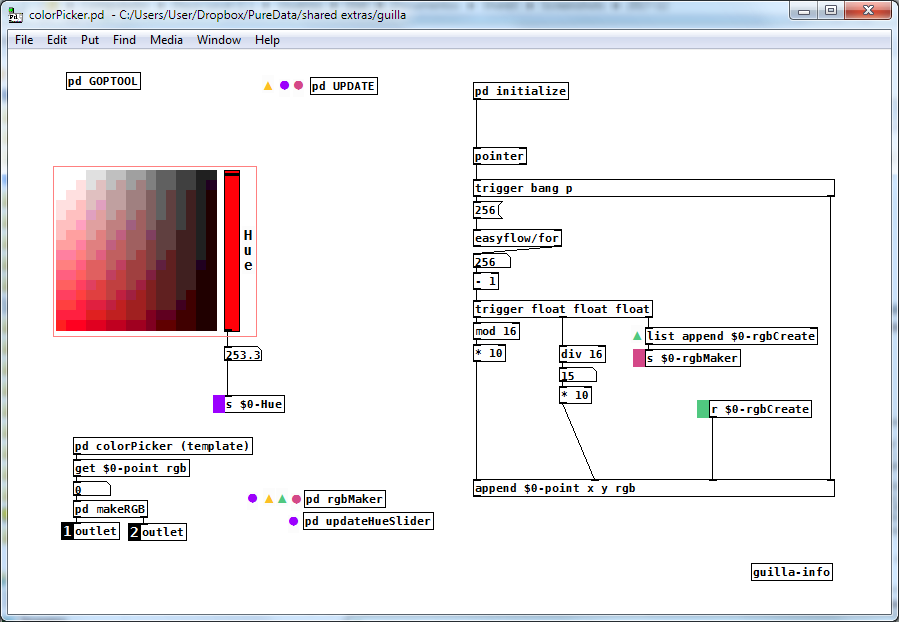 colorPicker.pd - C:/Users/User/Dropbox/PureData/shared extras/guilla
File Edit Put Find Media Window Help
pd GOPTOOL
pd UPDATE
Hue
253.3
s $0-Hue
pd colorPicker (template)
get $0-point rgb
0
pd makeRGB
1 outlet
2 outlet
pd rgbMaker
pd updateHueSlider
pd initialize
pointer
trigger bang p
256
easyflow/for
256
- 1
trigger float float float
mod 16
* 10
div 16
15
* 10
list append $0-rgbCreate
s $0-rgbMaker
r $0-rgbCreate
append $0-point x y rgb
guilla-info